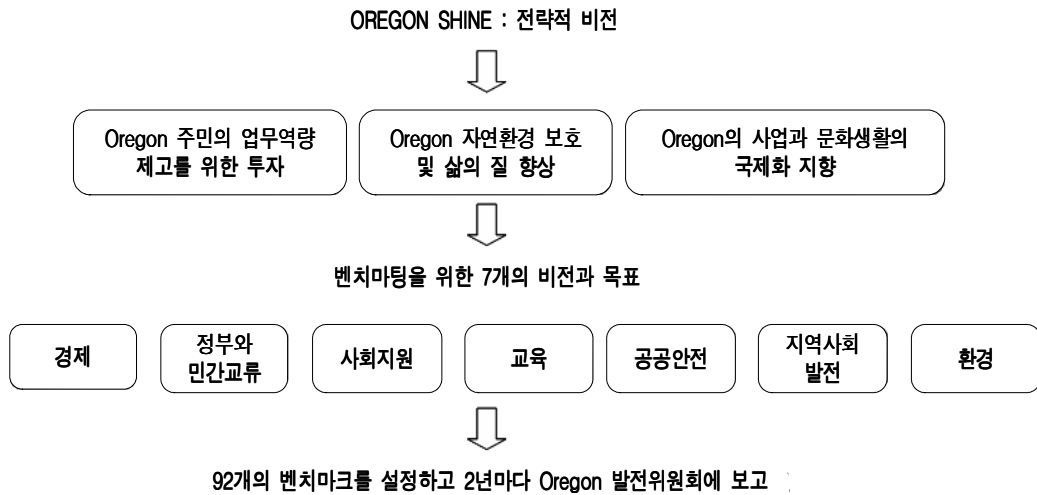 OREGON SHINE : 전략적 비전
Oregon 주민의 업무역량
제고를 위한 투자
Oregon 자연환경 보호
및 삶의 질 향상
Oregon의 사업과 문화생활의
국제화 지향
벤치마팅을 위한 7개의 비전과 목표
경제
정부와
민간교류
사회지원
교육
공공안전
지역사회
발전
환경
92개의 벤치마크를 설정하고 2년마다 Oregon 발전위원회에 보고